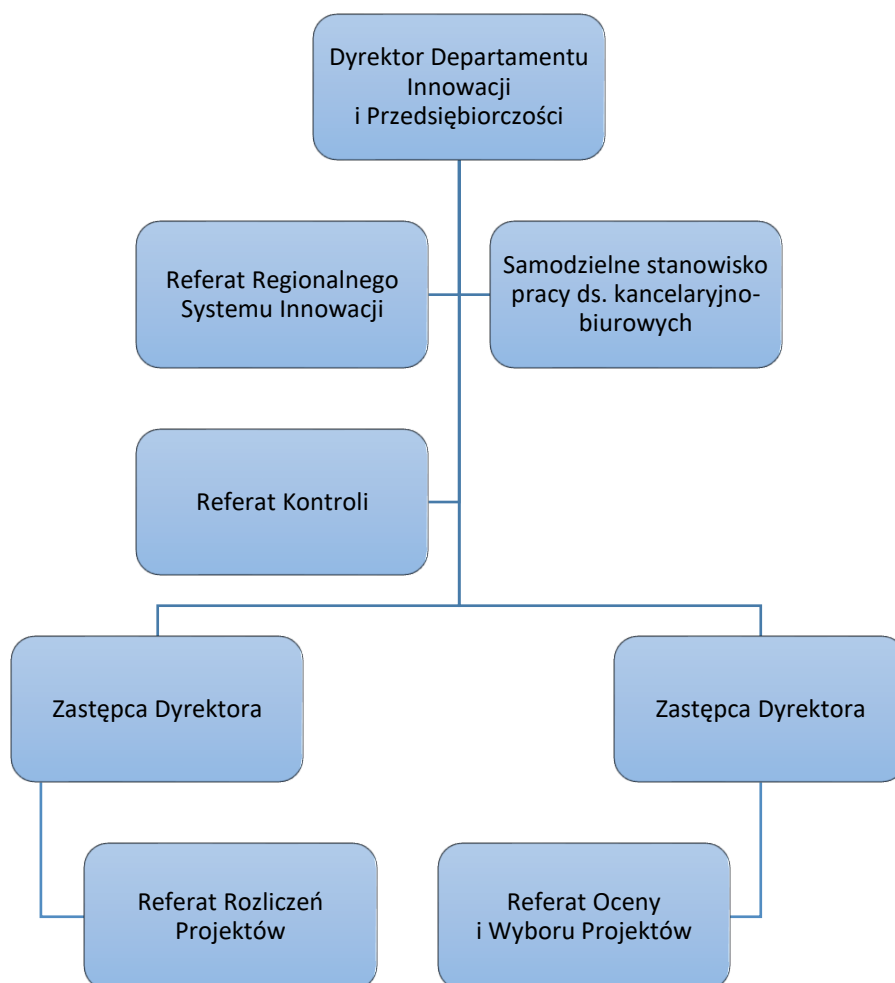 Dyrektor Departamentu
Innowacji
i Przedsiębiorczości
Referat Regionalnego
Systemu Innowacji
Samodzielne stanowisko
pracy ds. kancelaryjno-
biurowych
Referat Kontroli
Zastępca Dyrektora
Zastępca Dyrektora
Referat Rozliczeń
Projektów
Referat Oceny
i Wyboru Projektów